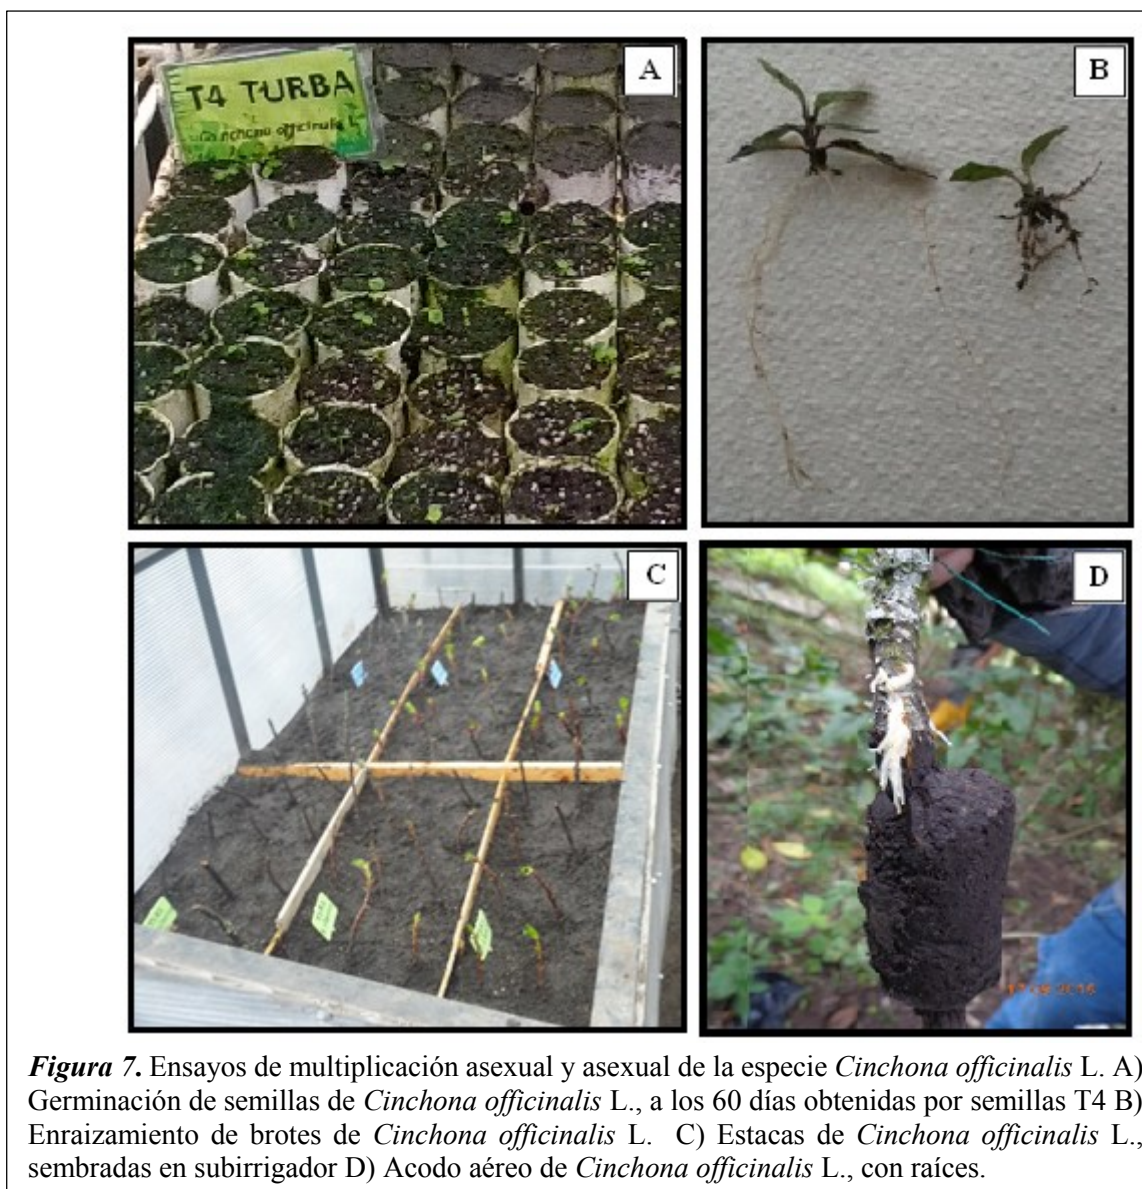 A
T4 TURBA
Cinchona officinalis L.
B
C
D
Figura 7. Ensayos de multiplicación asexual y asexual de la especie Cinchona officinalis L. A)
Germinación de semillas de Cinchona officinalis L., a los 60 días obtenidas por semillas T4 B)
Enraizamiento de brotes de Cinchona officinalis L. C) Estacas de Cinchona officinalis L.,
sembradas en subirrigador D) Acodo aéreo de Cinchona officinalis L., con raíces.